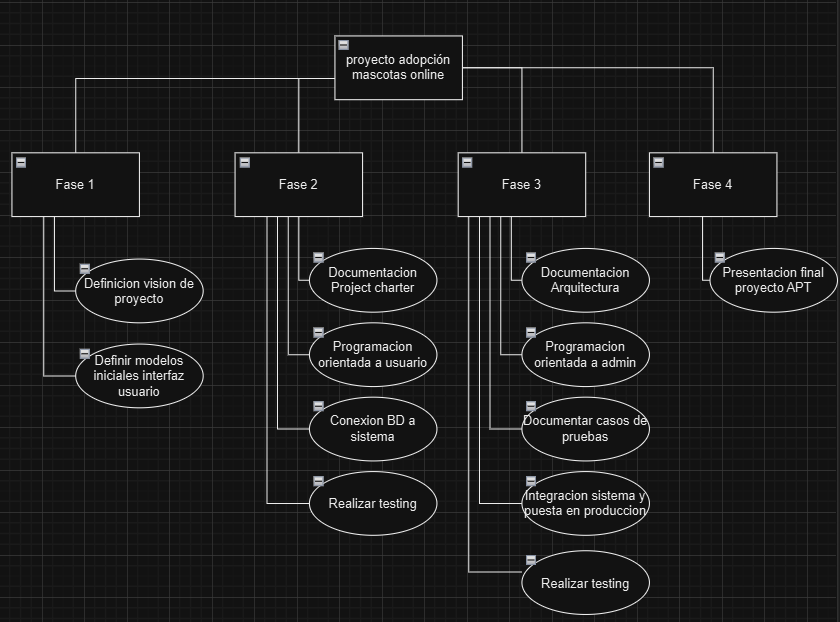 proyecto adopción
mascotas online
Fase 1
Fase 2
Fase 3
Fase 4
Definicion vision de
proyecto
Definir modelos
iniciales interfaz
usuario
Documentacion
Project charter
Programacion
orientada a usuario
Conexion BD a
sistema
Realizar testing
Documentacion
Arquitectura
Programacion
orientada a admin
Documentar casos de
pruebas
Integracion sistema y
puesta en produccion
Realizar testing
Presentacion final
proyecto APT